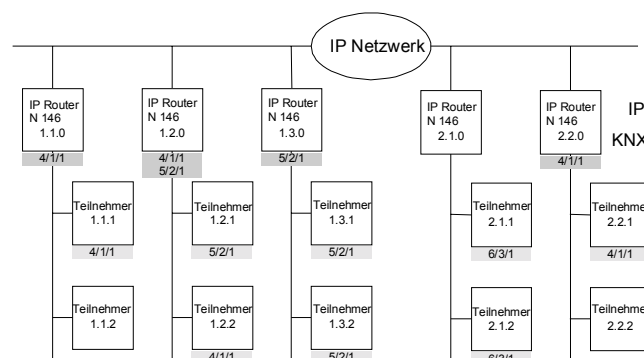 IP Netzwerk
IP Router
N 146
1.1.0
4/1/1
IP Router
N 146
1.2.0
4/1/1
5/2/1
IP Router
N 146
1.3.0
5/2/1
IP Router
N 146
2.1.0
IP Router
N 146
2.2.0
4/1/1
IP
KNX
Teilnehmer
1.1.1
4/1/1
Teilnehmer
1.2.1
5/2/1
Teilnehmer
1.3.1
5/2/1
Teilnehmer
2.1.1
6/3/1
Teilnehme
2.2.1
4/1/1
Teilnehmer
1.1.2
Teilnehmer
1.2.2
4/1/1
Teilnehmer
1.3.2
5/2/1
Teilnehmer
2.1.2
6/3/1
Teilnehme
2.2.2